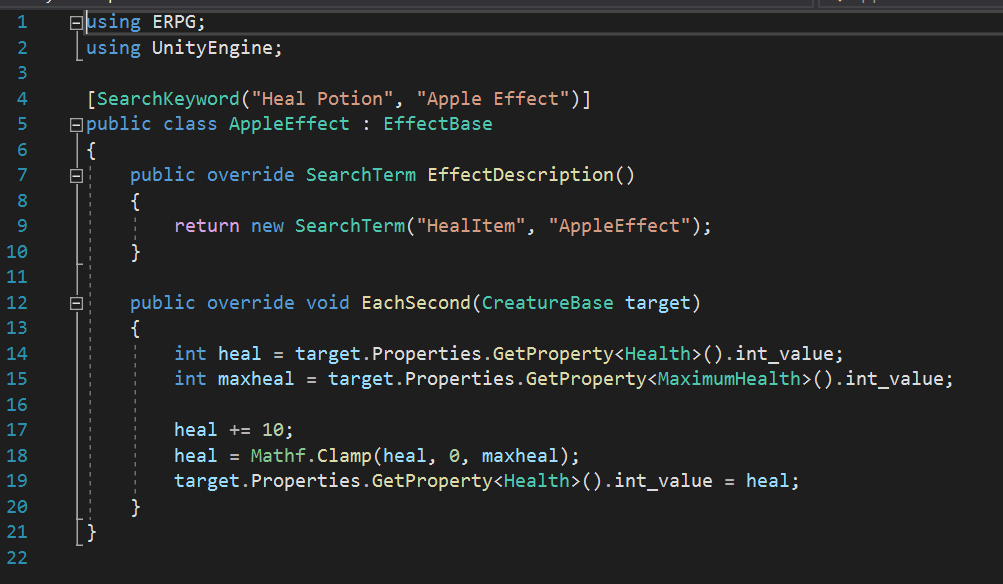 1 using ERPG;
2 using UnityEngine;
3
4 [SearchKeyword("Heal Potion", "Apple Effect")]
5 public class AppleEffect : EffectBase
6 {
7 public override SearchTerm EffectDescription()
8 {
9 return new SearchTerm("HealItem", "AppleEffect");
10 }
11
12 public override void EachSecond(CreatureBase target)
13 {
14 int heal = target.Properties.GetProperty<Health>().int_value;
15 int maxheal = target.Properties.GetProperty<MaximumHealth>().int_value;
16
17 heal += 10;
18 heal = Mathf.Clamp(heal, 0, maxheal);
19 target.Properties.GetProperty<Health>().int_value = heal;
20 }
21 }
22